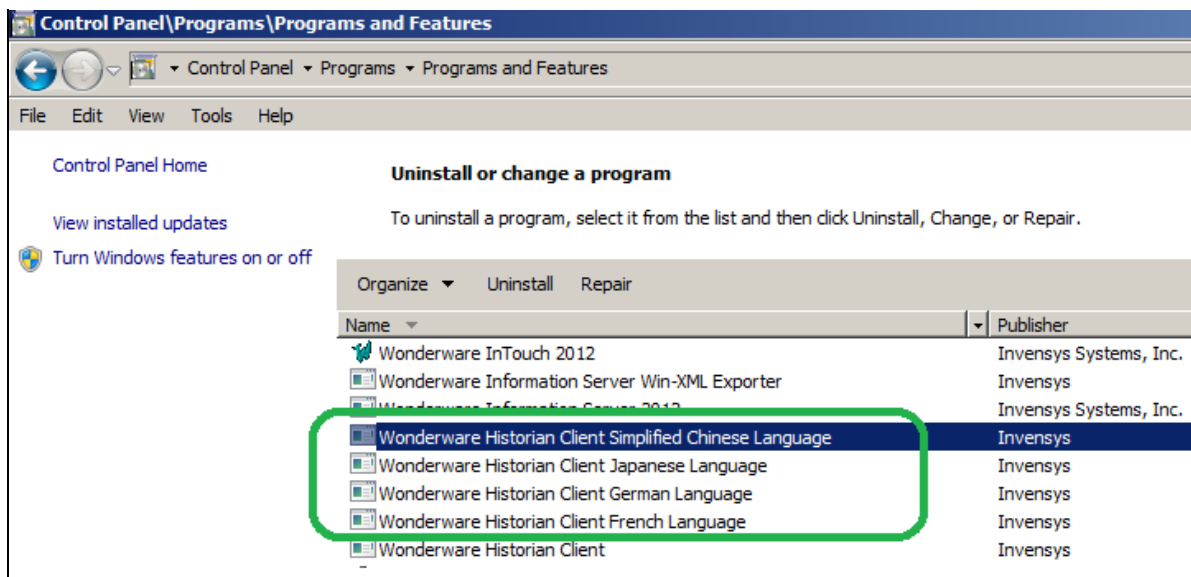 Control Panel\Programs\Programs and Features
Control Panel Programs Programs and Features
File Edit View Tools Help
Control Panel Home
Uninstall or change a program
View installed updates
To uninstall a program, select it from the list and then click Uninstall, Change, or Repair.
Turn Windows features on or off
Organize Uninstall Repair
Name Publisher
Wonderware InTouch 2012 Invensys Systems, Inc.
Wonderware Information Server Win-XML Exporter Invensys
Wonderware Information Server 2012 Invensys Systems, Inc.
Wonderware Historian Client Simplified Chinese Language Invensys
Wonderware Historian Client Japanese Language Invensys
Wonderware Historian Client German Language Invensys
Wonderware Historian Client French Language Invensys
Wonderware Historian Client Invensys